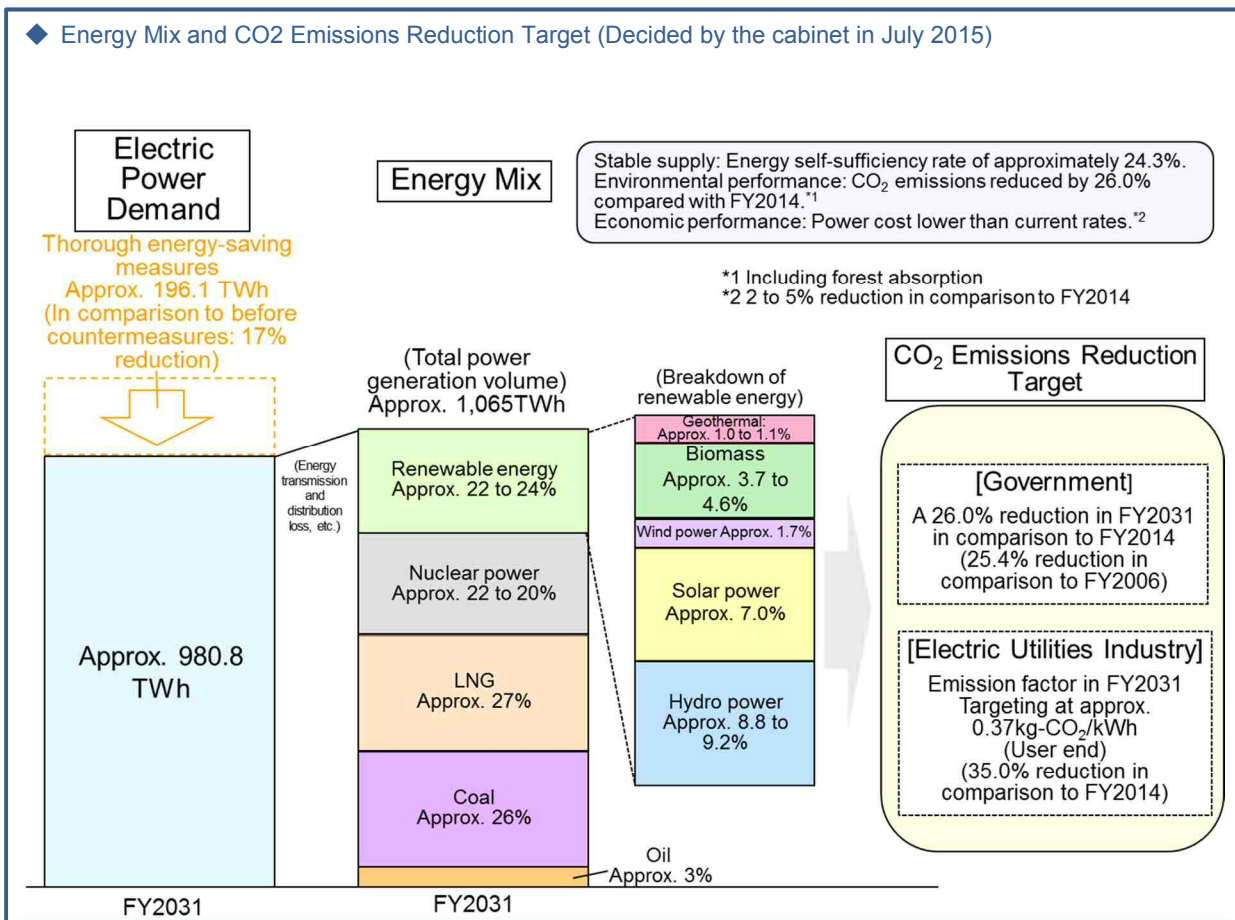 ◆ Energy Mix and CO2 Emissions Reduction Target (Decided by the cabinet in July 2015)
Electric
Power
Demand
Thorough energy-saving
measures
Approx. 196.1 TWh
(In comparison to before
countermeasures: 17%
reduction)
Approx. 980.8
TWh
FY2031
(Energy
transmission
and
distribution
loss, etc.)
Energy Mix
Stable supply: Energy self-sufficiency rate of approximately 24.3%.
Environmental performance: CO₂ emissions reduced by 26.0%
compared with FY2014.*1
Economic performance: Power cost lower than current rates.*2
*1 Including forest absorption
*2 2 to 5% reduction in comparison to FY2014
(Total power
generation volume)
Approx. 1,065TWh
Renewable energy
Approx. 22 to 24%
Nuclear power
Approx. 22 to 20%
LNG
Approx. 27%
Coal
Approx. 26%
Oil
Approx. 3%
FY2031
(Breakdown of
renewable energy)
Geothermal:
Approx. 1.0 to 1.1%
Biomass
Approx. 3.7 to
4.6%
Wind power Approx. 1.7%
Solar power
Approx. 7.0%
Hydro power
Approx. 8.8 to
9.2%
CO₂ Emissions Reduction
Target
[Government]
A 26.0% reduction in FY2031
in comparison to FY2014
(25.4% reduction in
comparison to FY2006)
[Electric Utilities Industry]
Emission factor in FY2031
Targeting at approx.
0.37kg-CO₂/kWh
(User end)
(35.0% reduction in
comparison to FY2014)